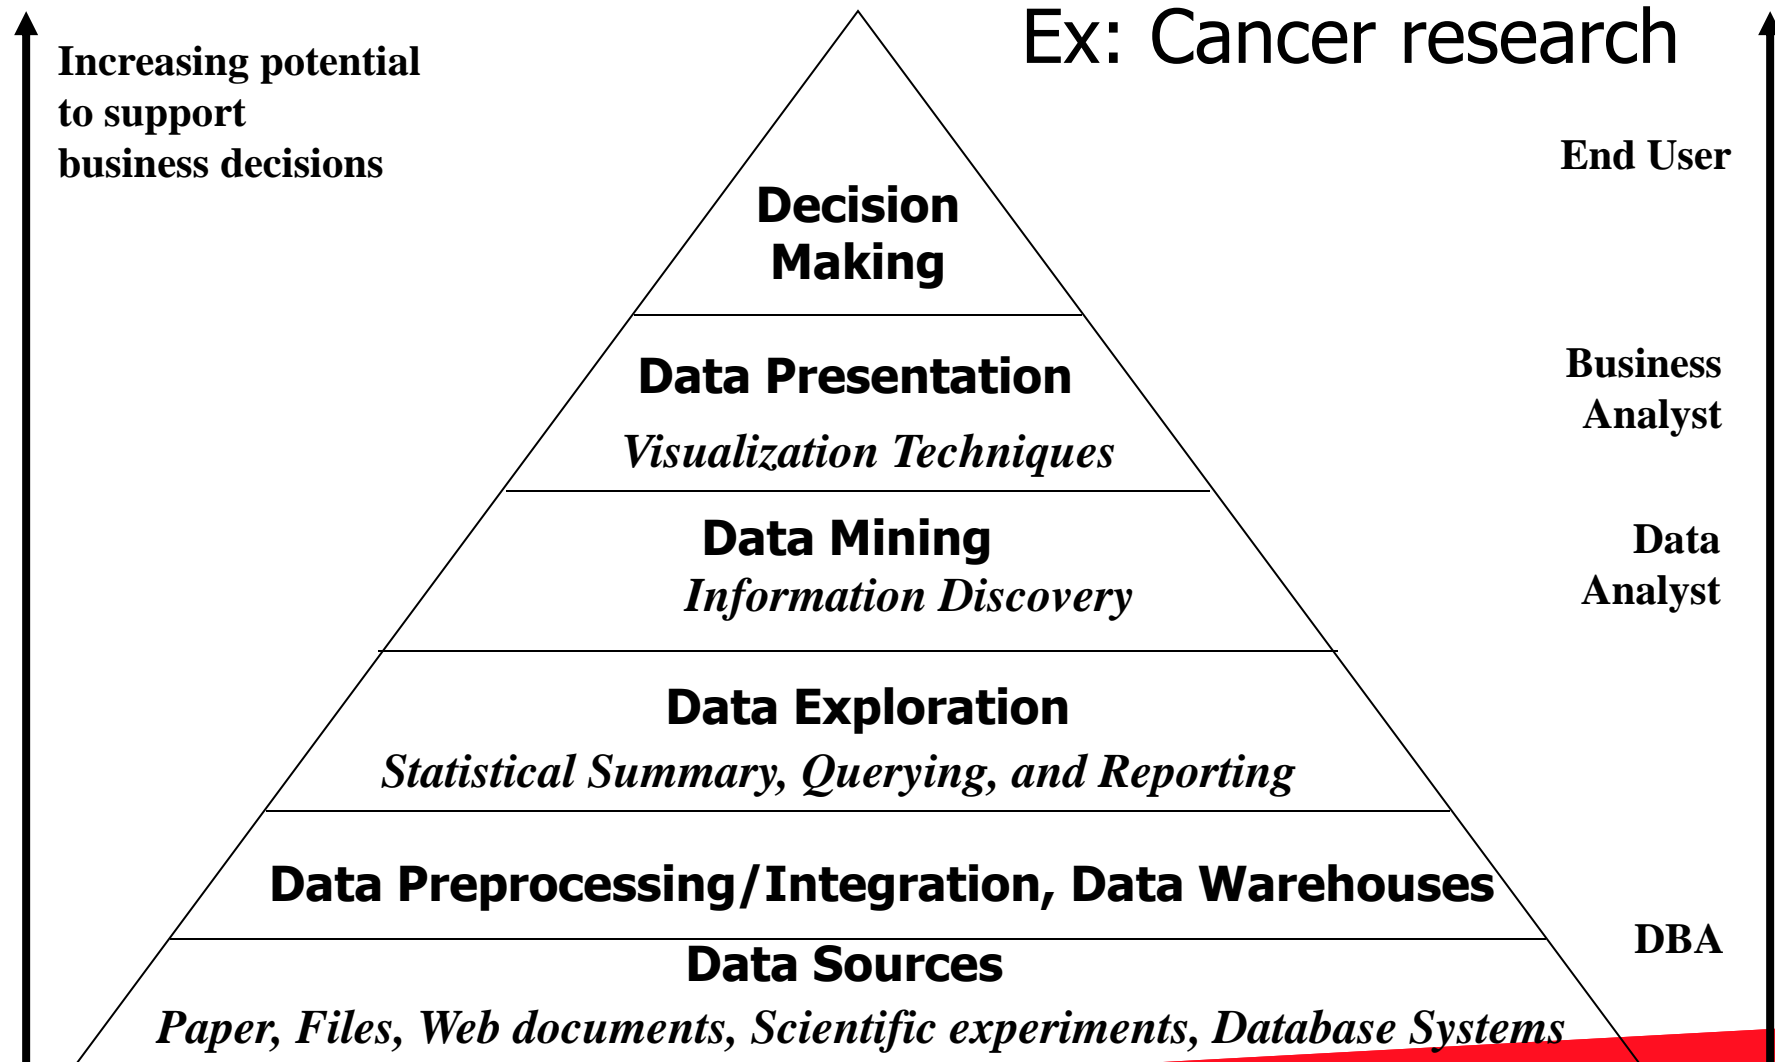 Ex: Cancer research
Increasing potential
to support
business decisions
End User
Decision
Making
Business
Analyst
Data Presentation
Visualization Techniques
Data
Analyst
Data Mining
Information Discovery
Data Exploration
Statistical Summary, Querying, and Reporting
Data Preprocessing/Integration, Data Warehouses
DBA
Data Sources
Paper, Files, Web documents, Scientific experiments, Database Systems